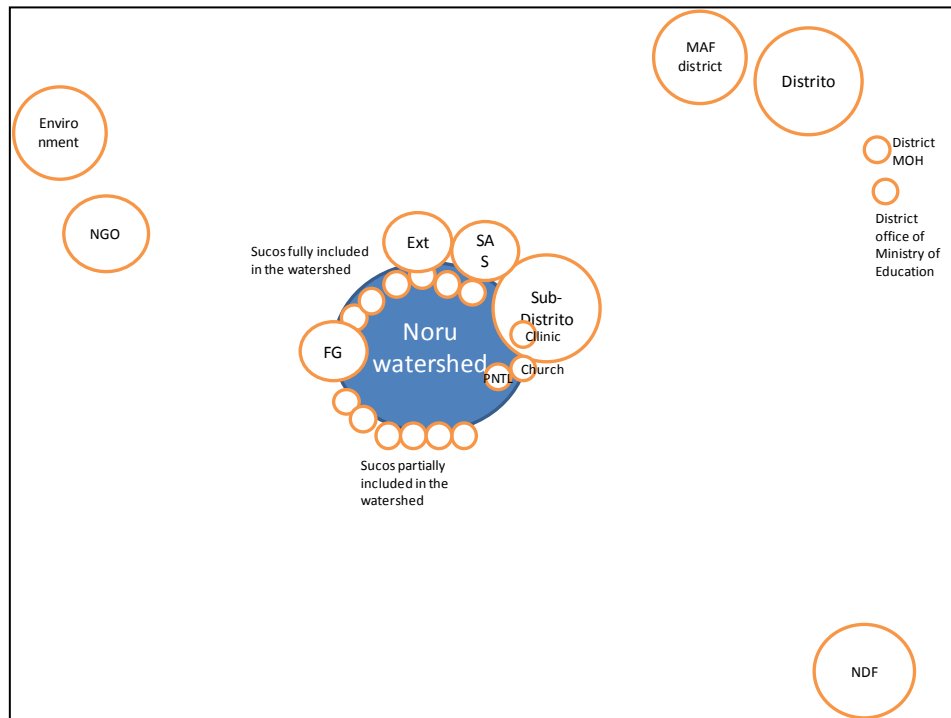 MAF
district
Distrito
Enviro
nment
District
MOH
NGO
District
office of
Ministry of
Education
Sucos fully included
in the watershed
Ext
SA
S
Sub-
Distrito
Cllinic
Noru
watershed
FG
Church
PNTL
Sucos partially
included in the
watershed
NDF